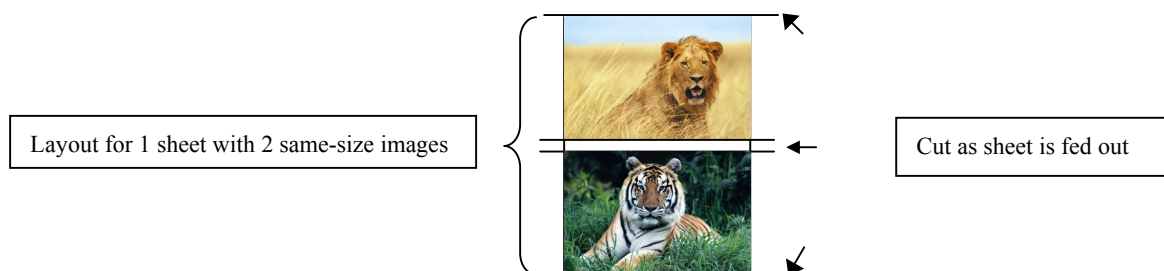 Layout for 1 sheet with 2 same-size images
Cut as sheet is fed out